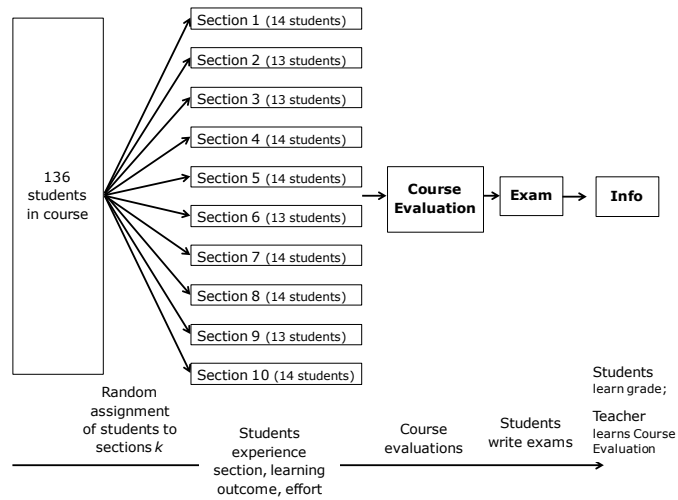 136
students
in course
Section 1 (14 students)
Section 2 (13 students)
Section 3 (13 students)
Section 4 (14 students)
Section 5 (14 students)
Section 6 (13 students)
Section 7 (14 students)
Section 8 (14 students)
Section 9 (13 students)
Section 10 (14 students)
Course
Evaluation
Exam
Info
Random
assignment
of students to
sections k
Students
experience
section, learning
outcome, effort
Course
evaluations
Students
write exams
Students
learn grade;
Teacher
learns Course
Evaluation